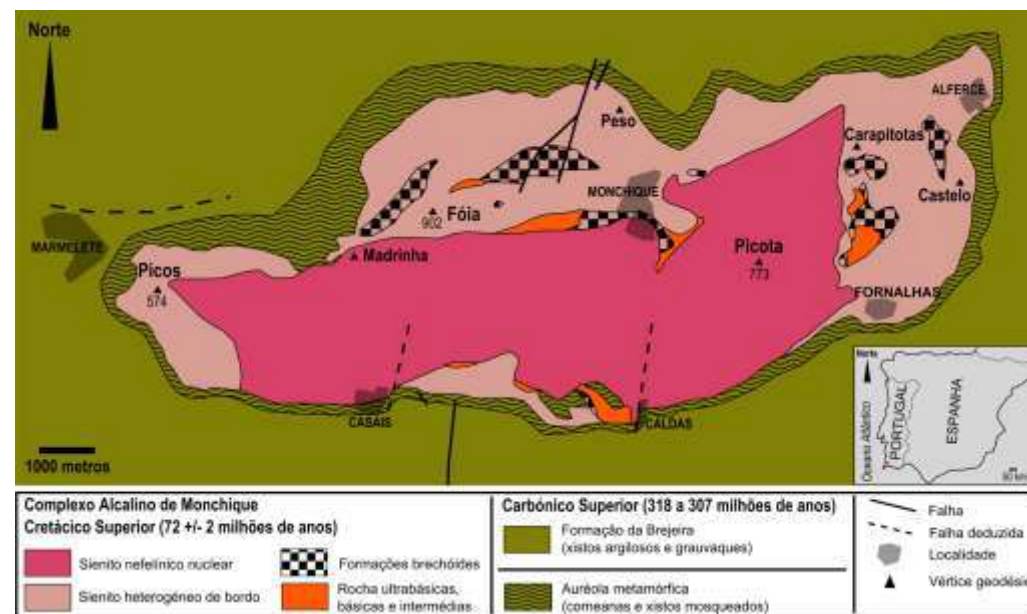 Norte
ALFERCE
Peso
Carapitotas
MONCHIQUE
Castelo
Fóia
902
MARMELETE
Madrinha
Picota
773
Picos
574
FORNALHAS
CASAIS
CALDAS
1000 metros
Norte
Oceano Atlântico
PORTUGAL
ESPANHA
50 km
Complexo Alcalino de Monchique
Cretácico Superior (72 +/- 2 milhões de anos)
Sienito nefelínico nuclear
Sienito heterogéneo de bordo
Formações brechóides
Rocha ultrabásicas,
básicas e intermédias
Carbónico Superior (318 a 307 milhões de anos)
Formação da Brejeira
(xistos argilosos e grauvaques)
Auréola metamórfica
(corneanas e xistos mosqueados)
Falha
Falha deduzida
Localidade
Vértice geodési